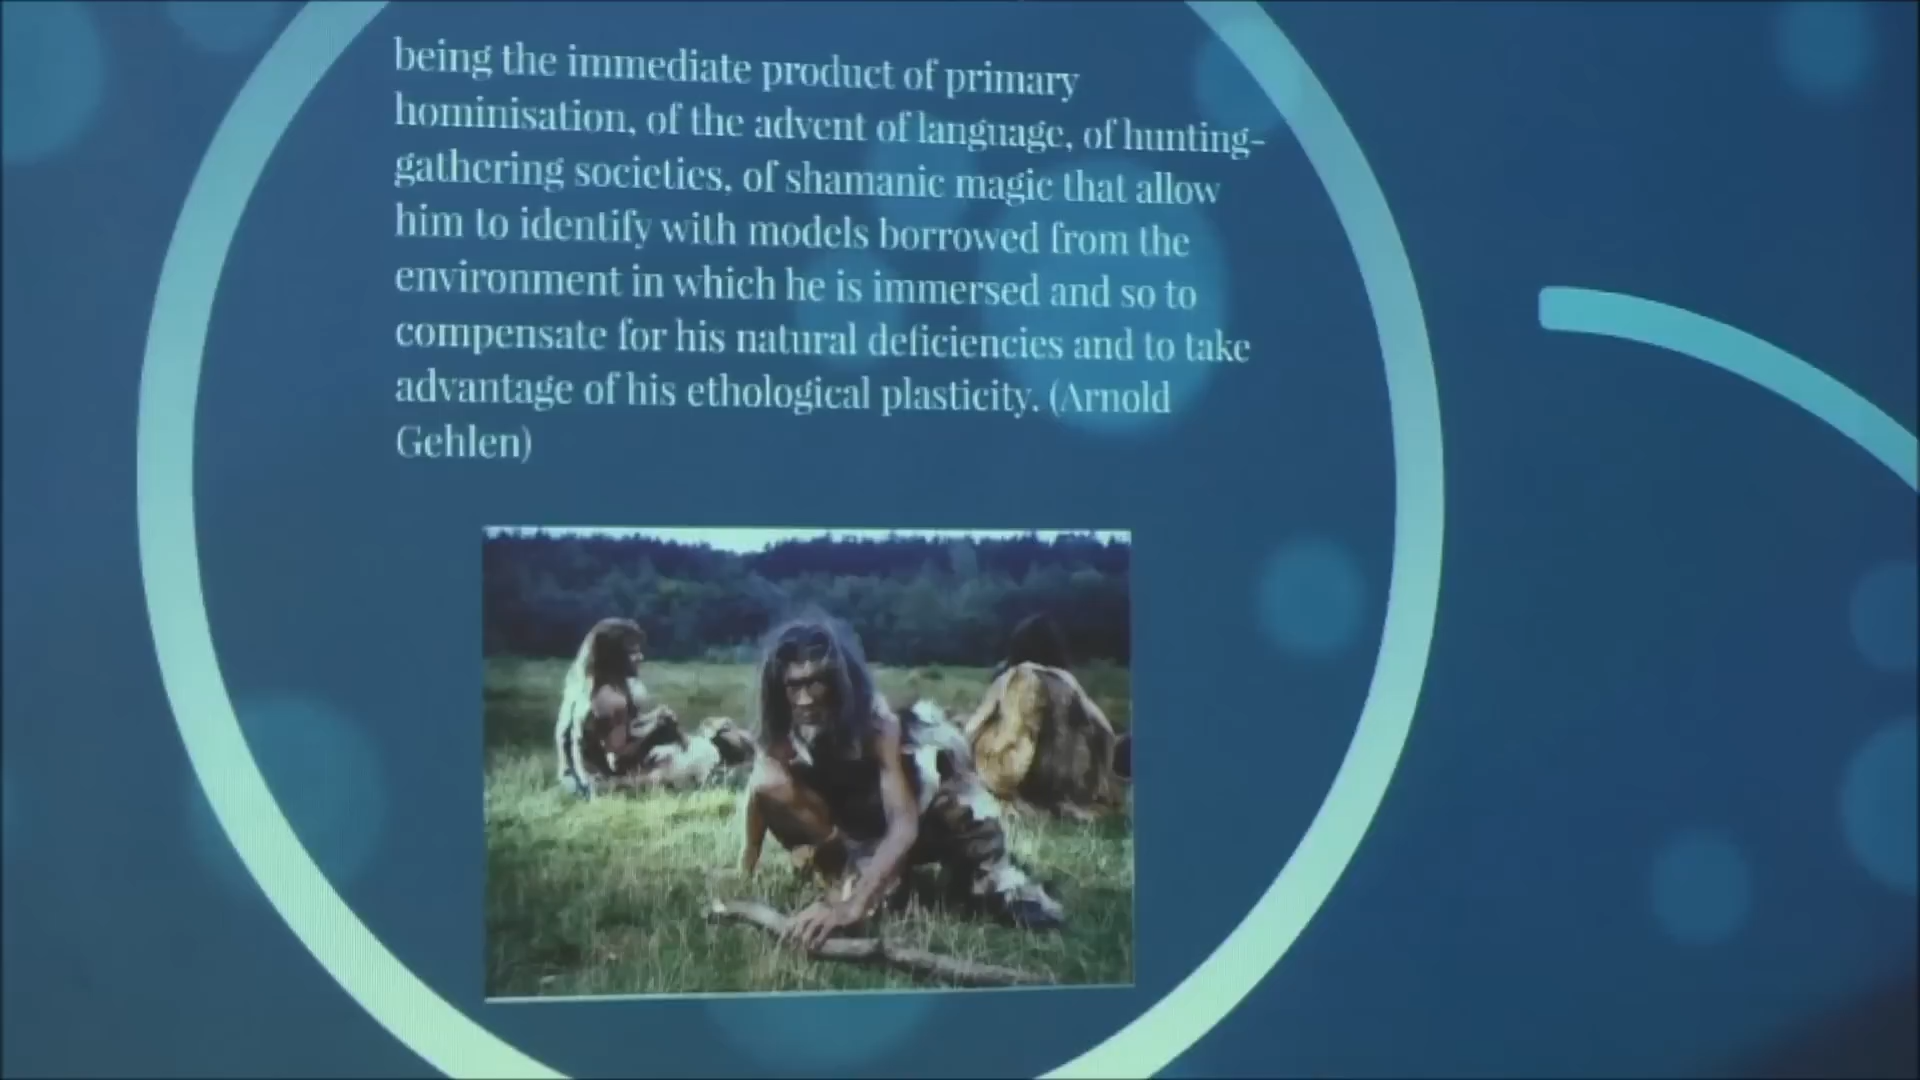 being the immediate product of primary
hominisation, of the advent of language, of hunting-
gathering societies, of shamanic magic that allow
him to identify with models borrowed from the
environment in which he is immersed and so to
compensate for his natural deficiencies and to take
advantage of his ethological plasticity. (Arnold
Gehlen)